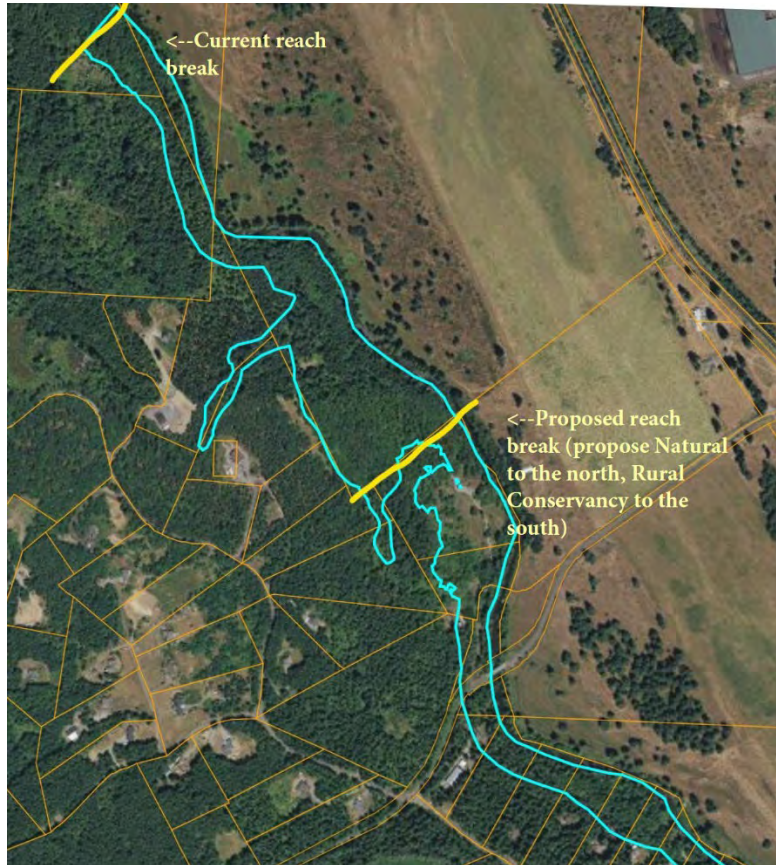 <--Current reach
break
<--Proposed reach
break (propose Natural
to the north, Rural
Conservancy to the
south)